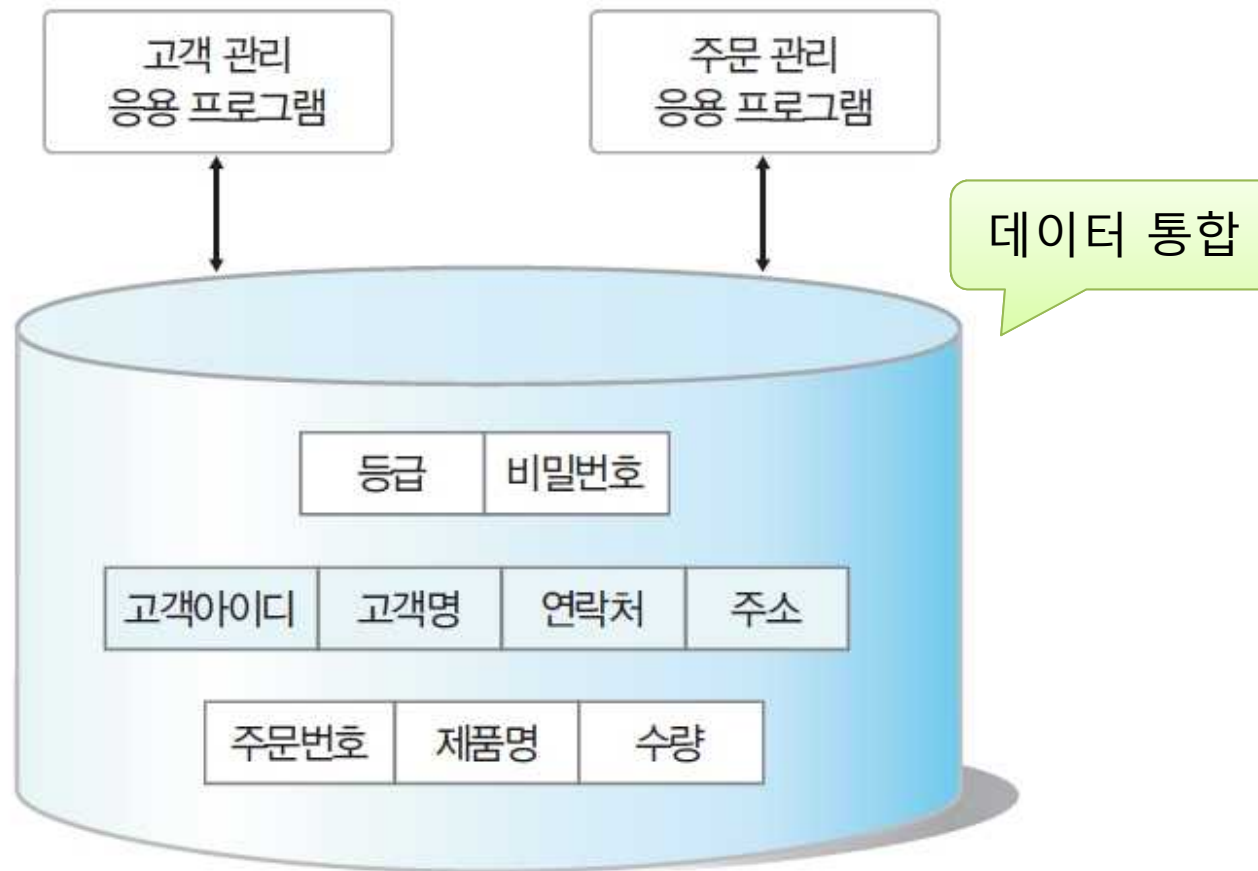 고객 관리
응용 프로그램
주문 관리
응용 프로그램
데이터 통합
등급 비밀번호
고객아이디 고객명 연락처 주소
주문번호 제품명 수량